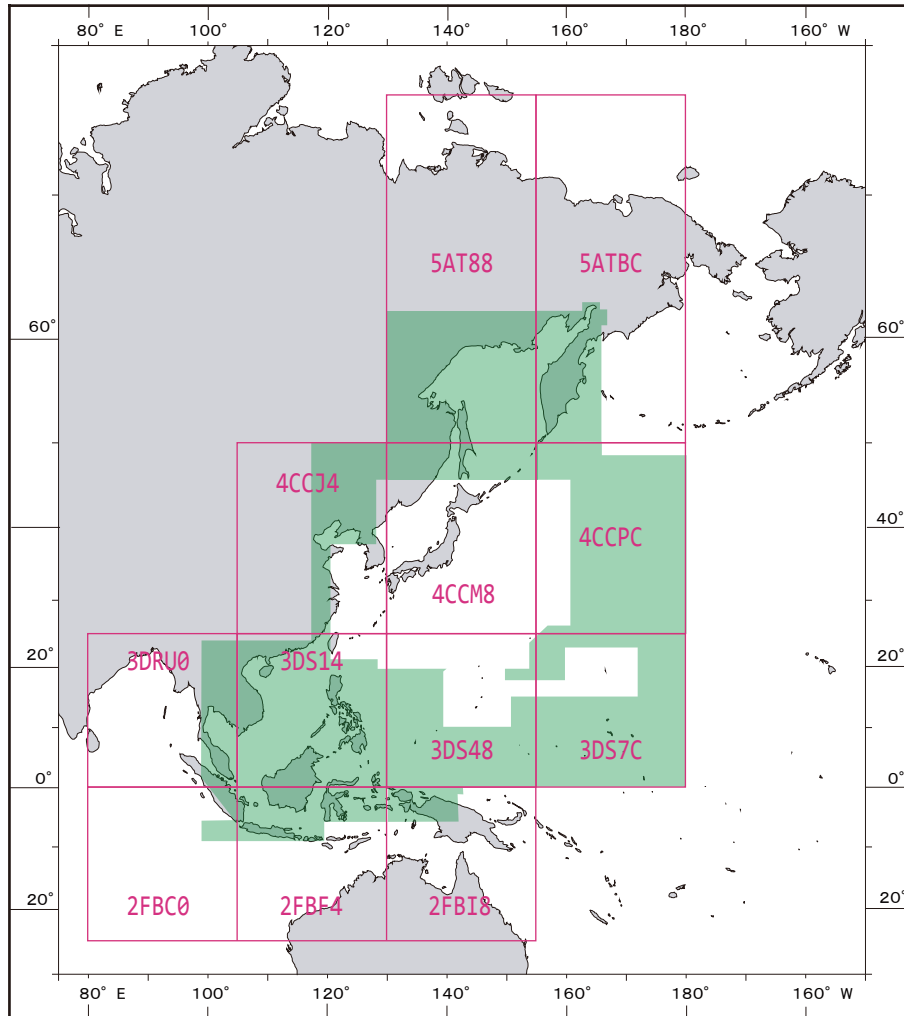 80° E 100° 120° 140° 160° 180° 160° W
5AT88 5ATBC
60° 60°
4CCJ4
40° 4CCPC 40°
4CCM8
20° 3DRU0 3DS14 20°
3DS48 3DS7C
0° 0°
20° 2FBC0 2FBF4 2FBI8 20°
80° E 100° 120° 140° 160° 180° 160° W